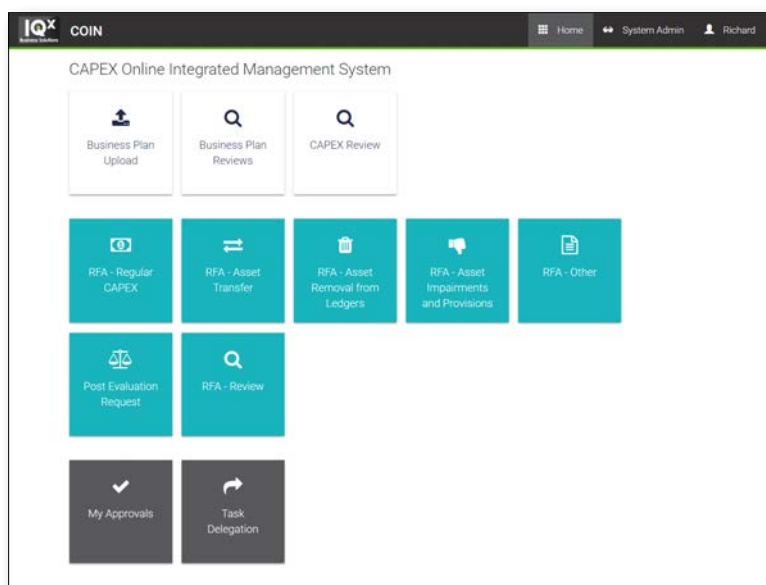 IQx COIN Home System Admin Richard
Business Solutions
CAPEX Online Integrated Management System
Business Plan
Upload
Business Plan
Reviews
CAPEX Review
RFA - Regular
CAPEX
RFA - Asset
Transfer
RFA - Asset
Removal from
Ledgers
RFA - Asset
Impairments
and Provisions
RFA - Other
Post Evaluation
Request
RFA - Review
My Approvals
Task
Delegation